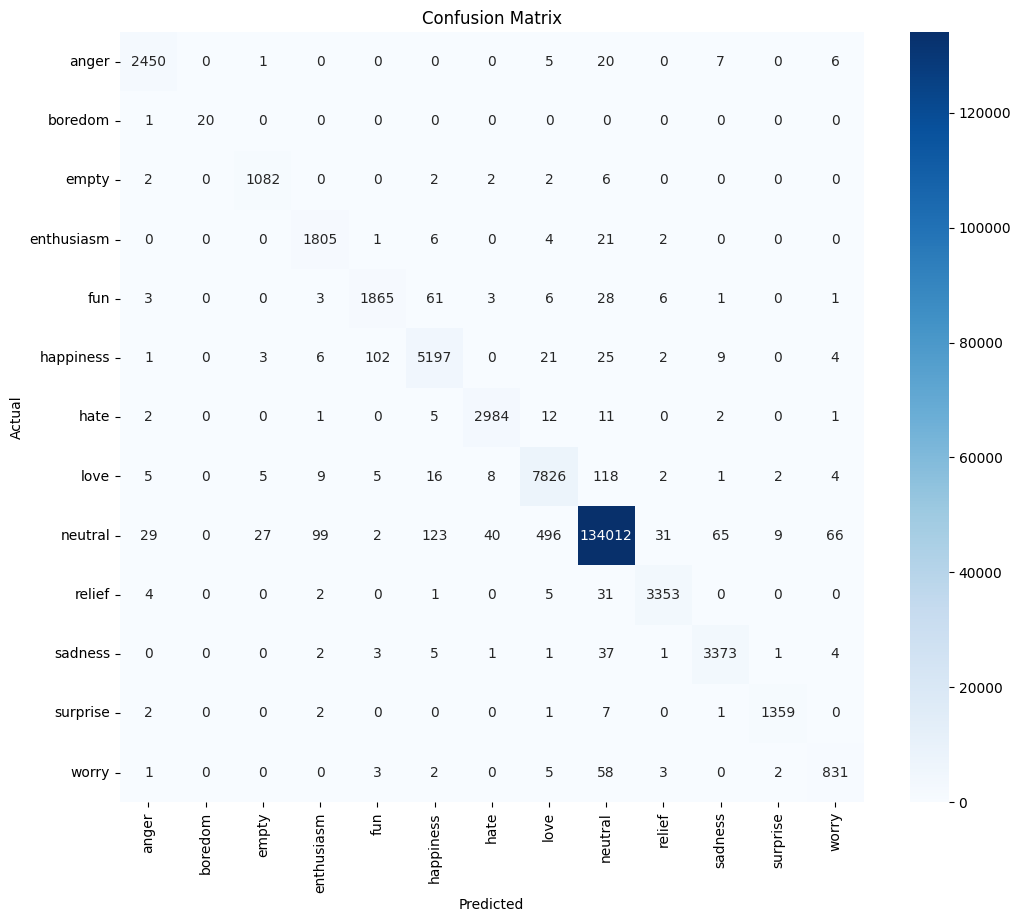 Confusion Matrix
anger 2450 0 1 0 0 0 0 5 20 0 7 0 6
boredom 1 20 0 0 0 0 0 0 0 0 0 0 0
empty 2 0 1082 0 0 2 2 2 6 0 0 0 0
enthusiasm 0 0 0 1805 1 6 0 4 21 2 0 0 0
fun 3 0 0 3 1865 61 3 6 28 6 1 0 1
happiness 1 0 3 6 102 5197 0 21 25 2 9 0 4
hate 2 0 0 1 0 5 2984 12 11 0 2 0 1
love 5 0 5 9 5 16 8 7826 118 2 1 2 4
neutral 29 0 27 99 2 123 40 496 134012 31 65 9 66
relief 4 0 0 2 0 1 0 5 31 3353 0 0 0
sadness 0 0 0 2 3 5 1 1 37 1 3373 1 4
surprise 2 0 0 2 0 0 0 1 7 0 1 1359 0
worry 1 0 0 0 3 2 0 5 58 3 0 2 831
anger boredom empty enthusiasm fun happiness hate love neutral relief sadness surprise worry
Actual
Predicted
120000
100000
80000
60000
40000
20000
0